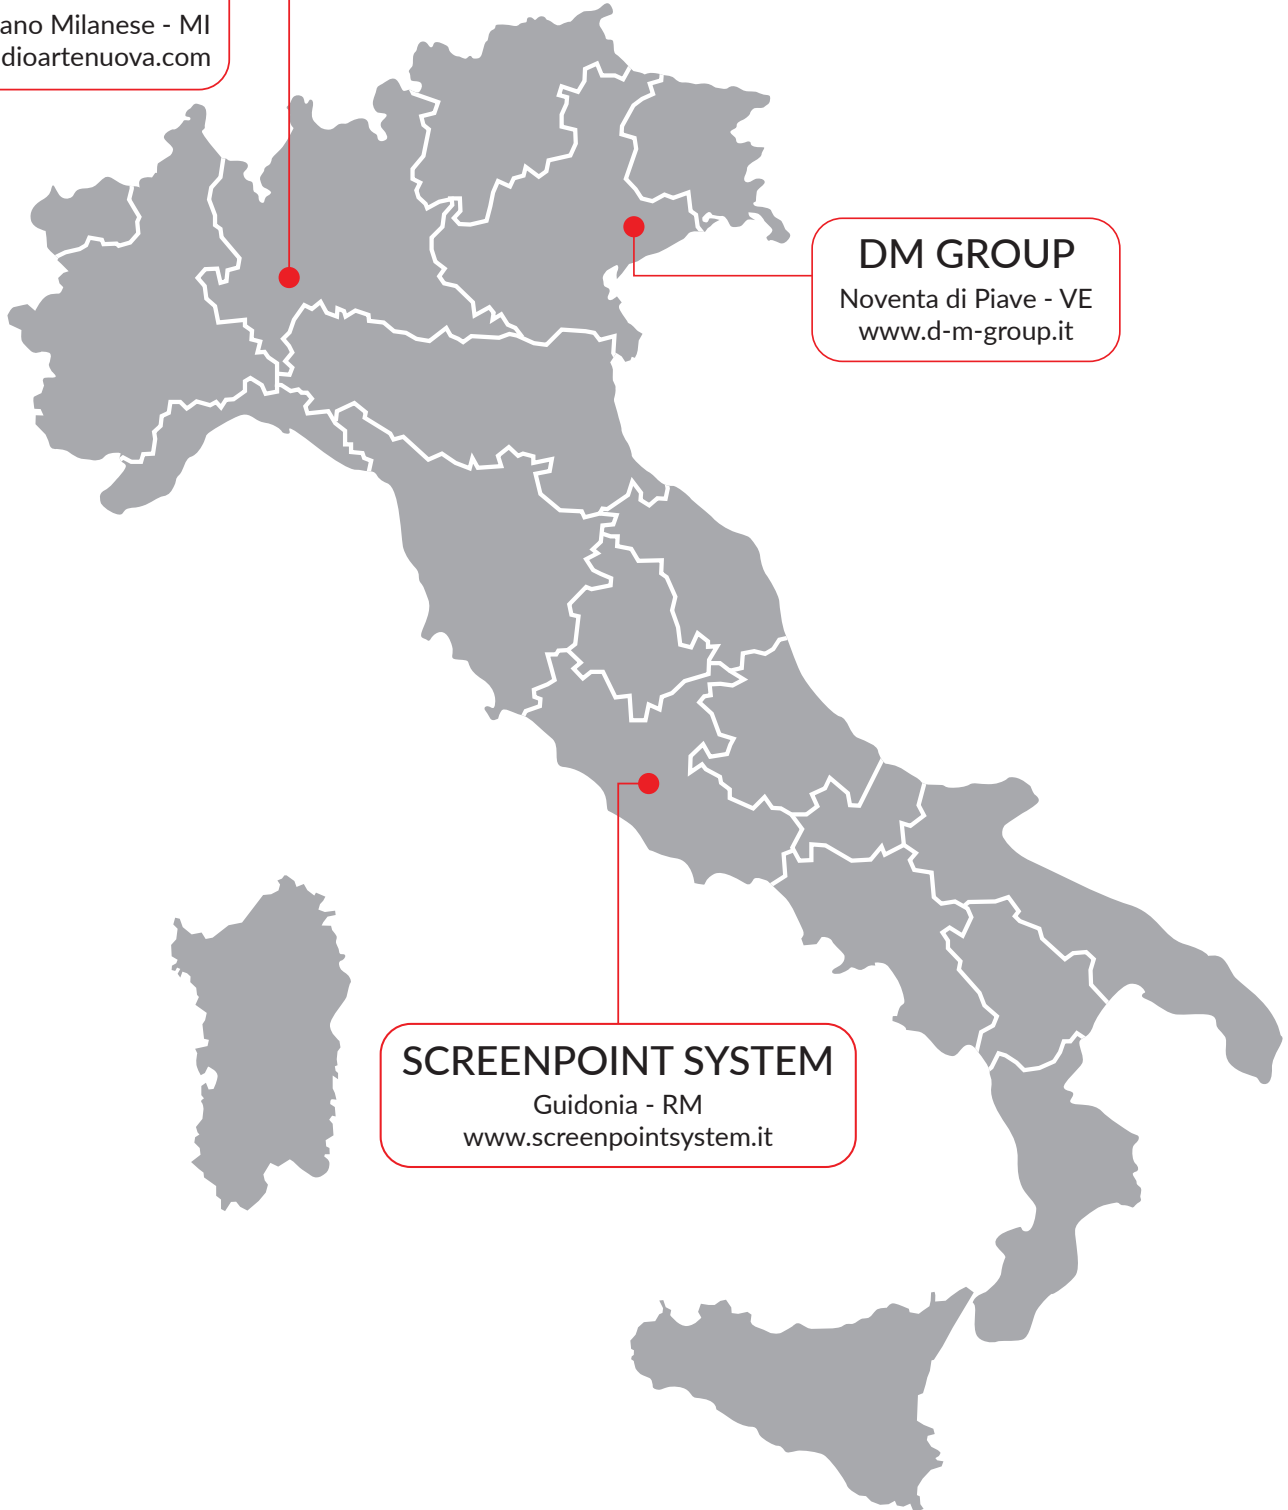 ano Milanese - MI
dioartenuova.com
DM GROUP
Noventa di Piave - VE
www.d-m-group.it
SCREENPOINT SYSTEM
Guidonia - RM
www.screenpointsystem.it